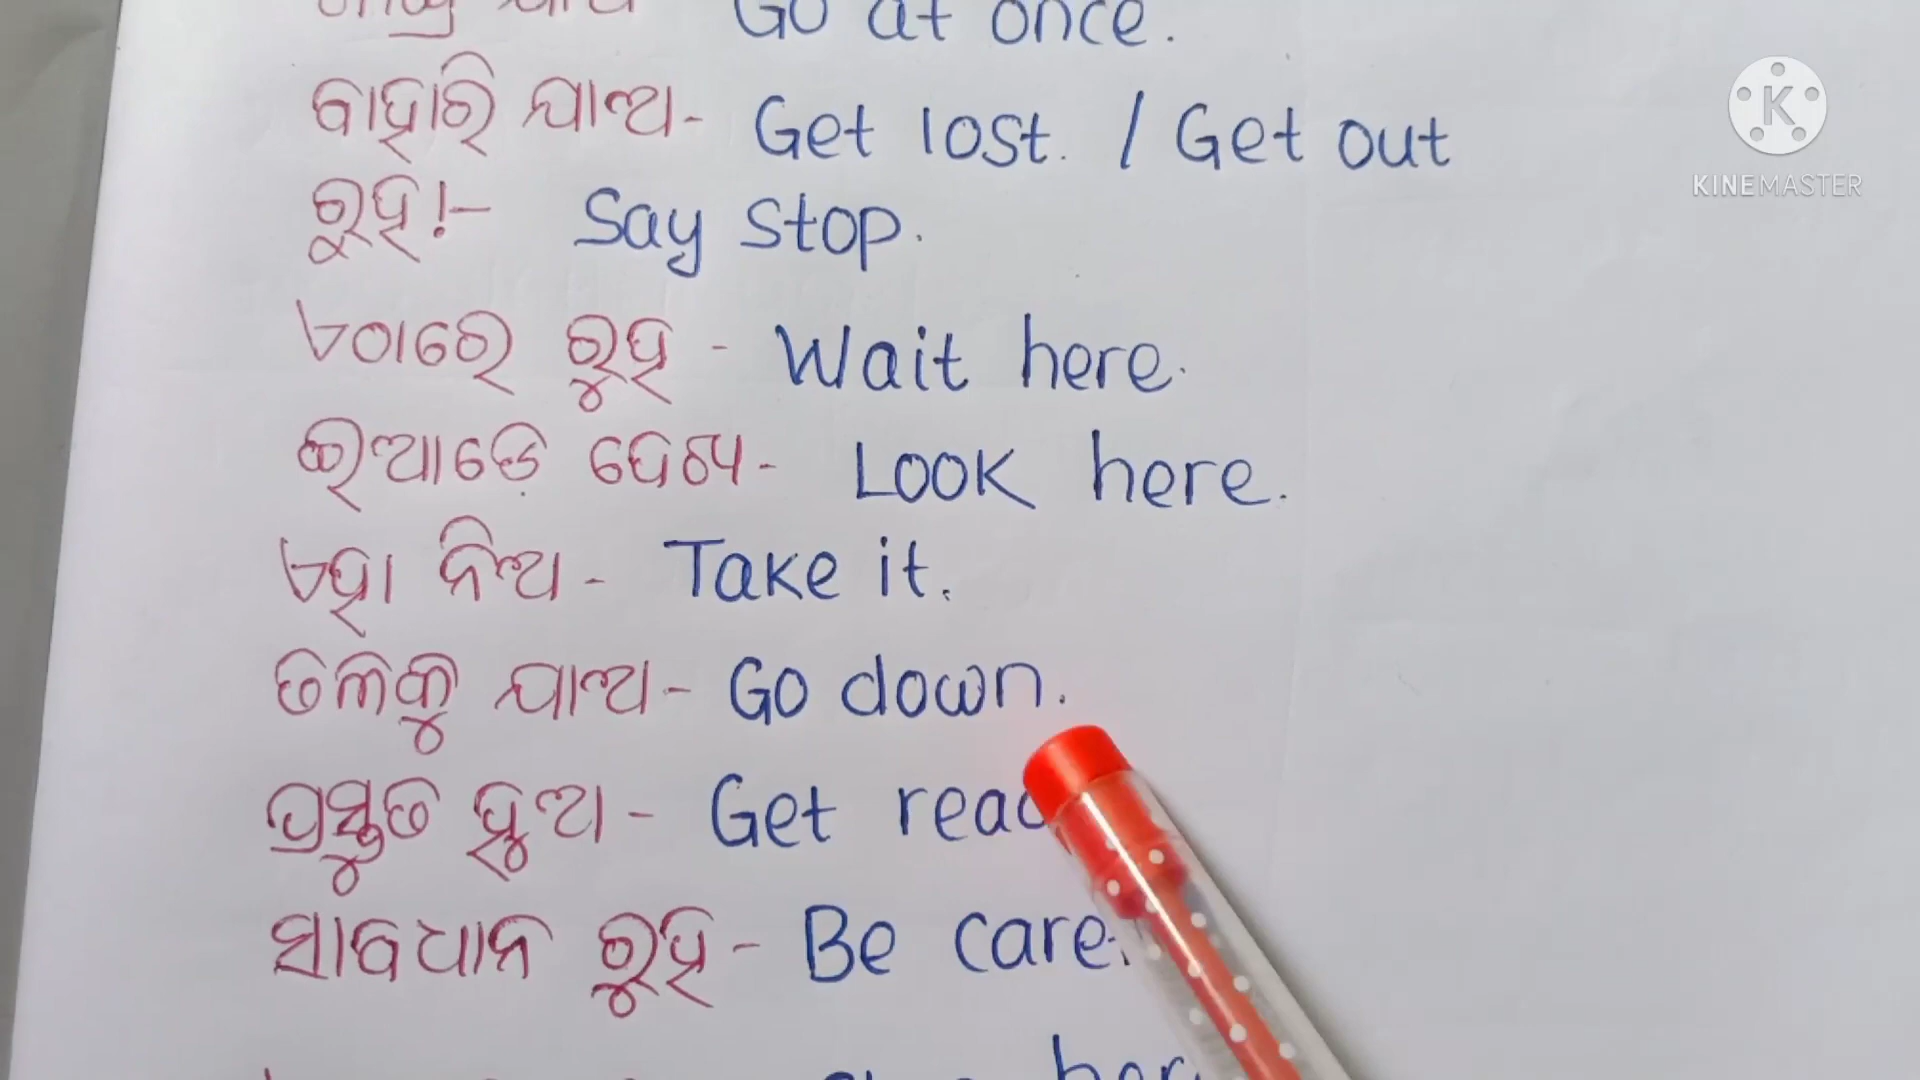 ଯାଅ Go at once.
ବାହାରି ଯାଅ - Get lost. / Get out
ରୁହ! - Say stop.
ଏଠାରେ ରୁହ - Wait here.
ଇଆଡେ଼ ଦେଖ - Look here.
ଏହା ନିଅ - Take it.
ତଳକୁ ଯାଅ - Go down.
ପ୍ରସ୍ତୁତ ହୁଅ - Get
ସାବଧାନ ରୁହ - Be care.
KINEMASTER